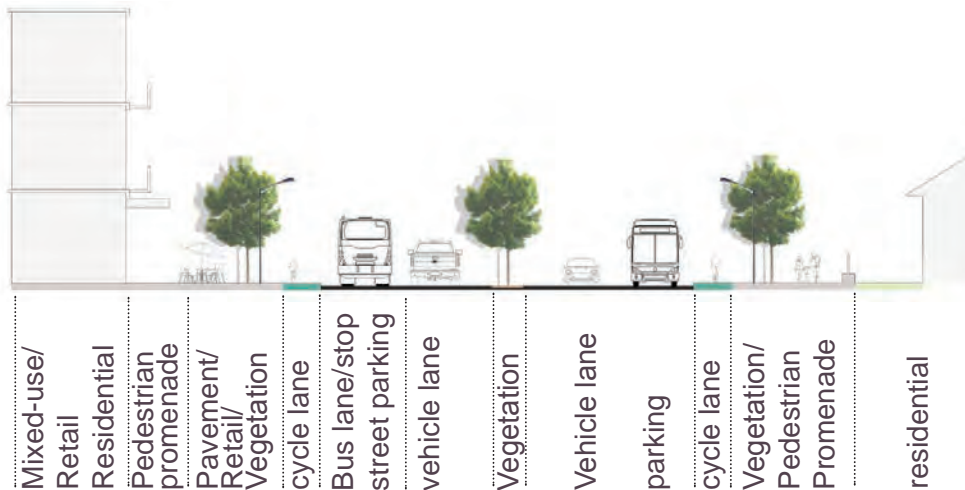 Mixed-use/
Retail
Residential
Pedestrian
promenade
Pavement/
Retail/
Vegetation
cycle lane
Bus lane/stop
street parking
vehicle lane
Vegetation
Vehicle lane
parking
cycle lane
Vegetation/
Pedestrian
Promenade
residential